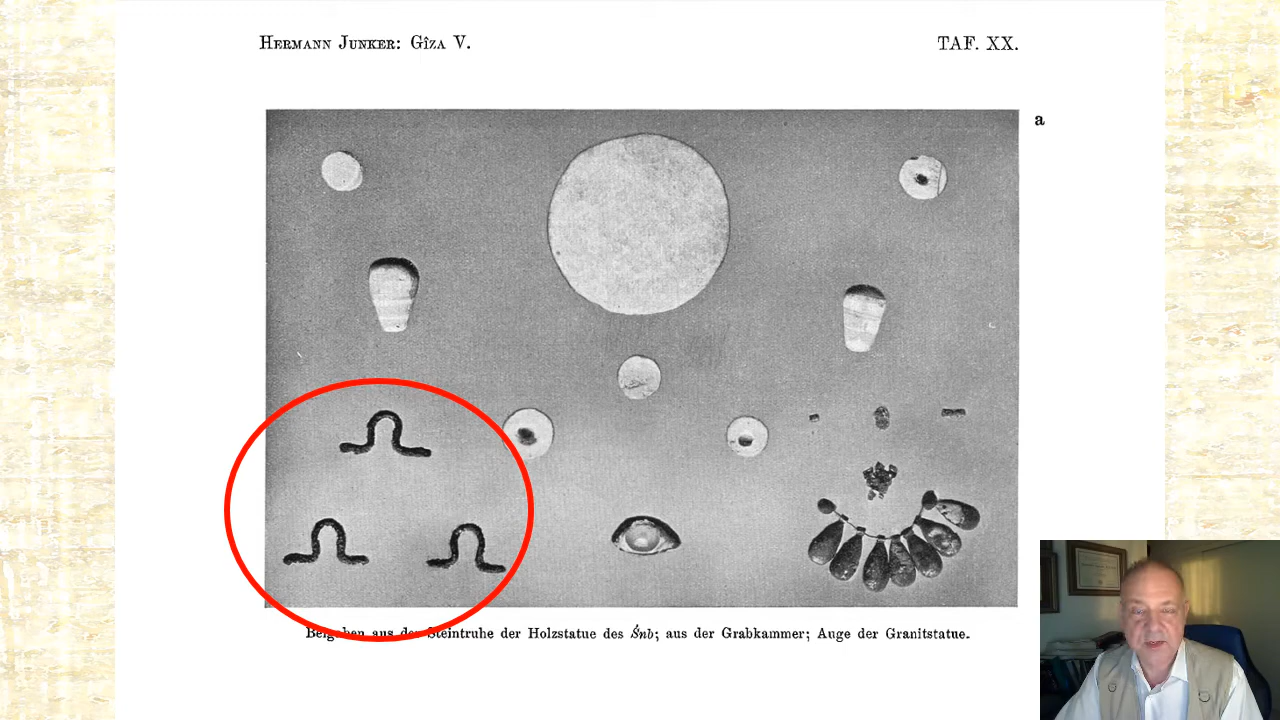 HERMANN JUNKER: GÎZA V.
TAF. XX.
a
Beigaben aus der Steintruhe der Holzstatue des Śnb; aus der Grabkammer; Auge der Granitstatue.